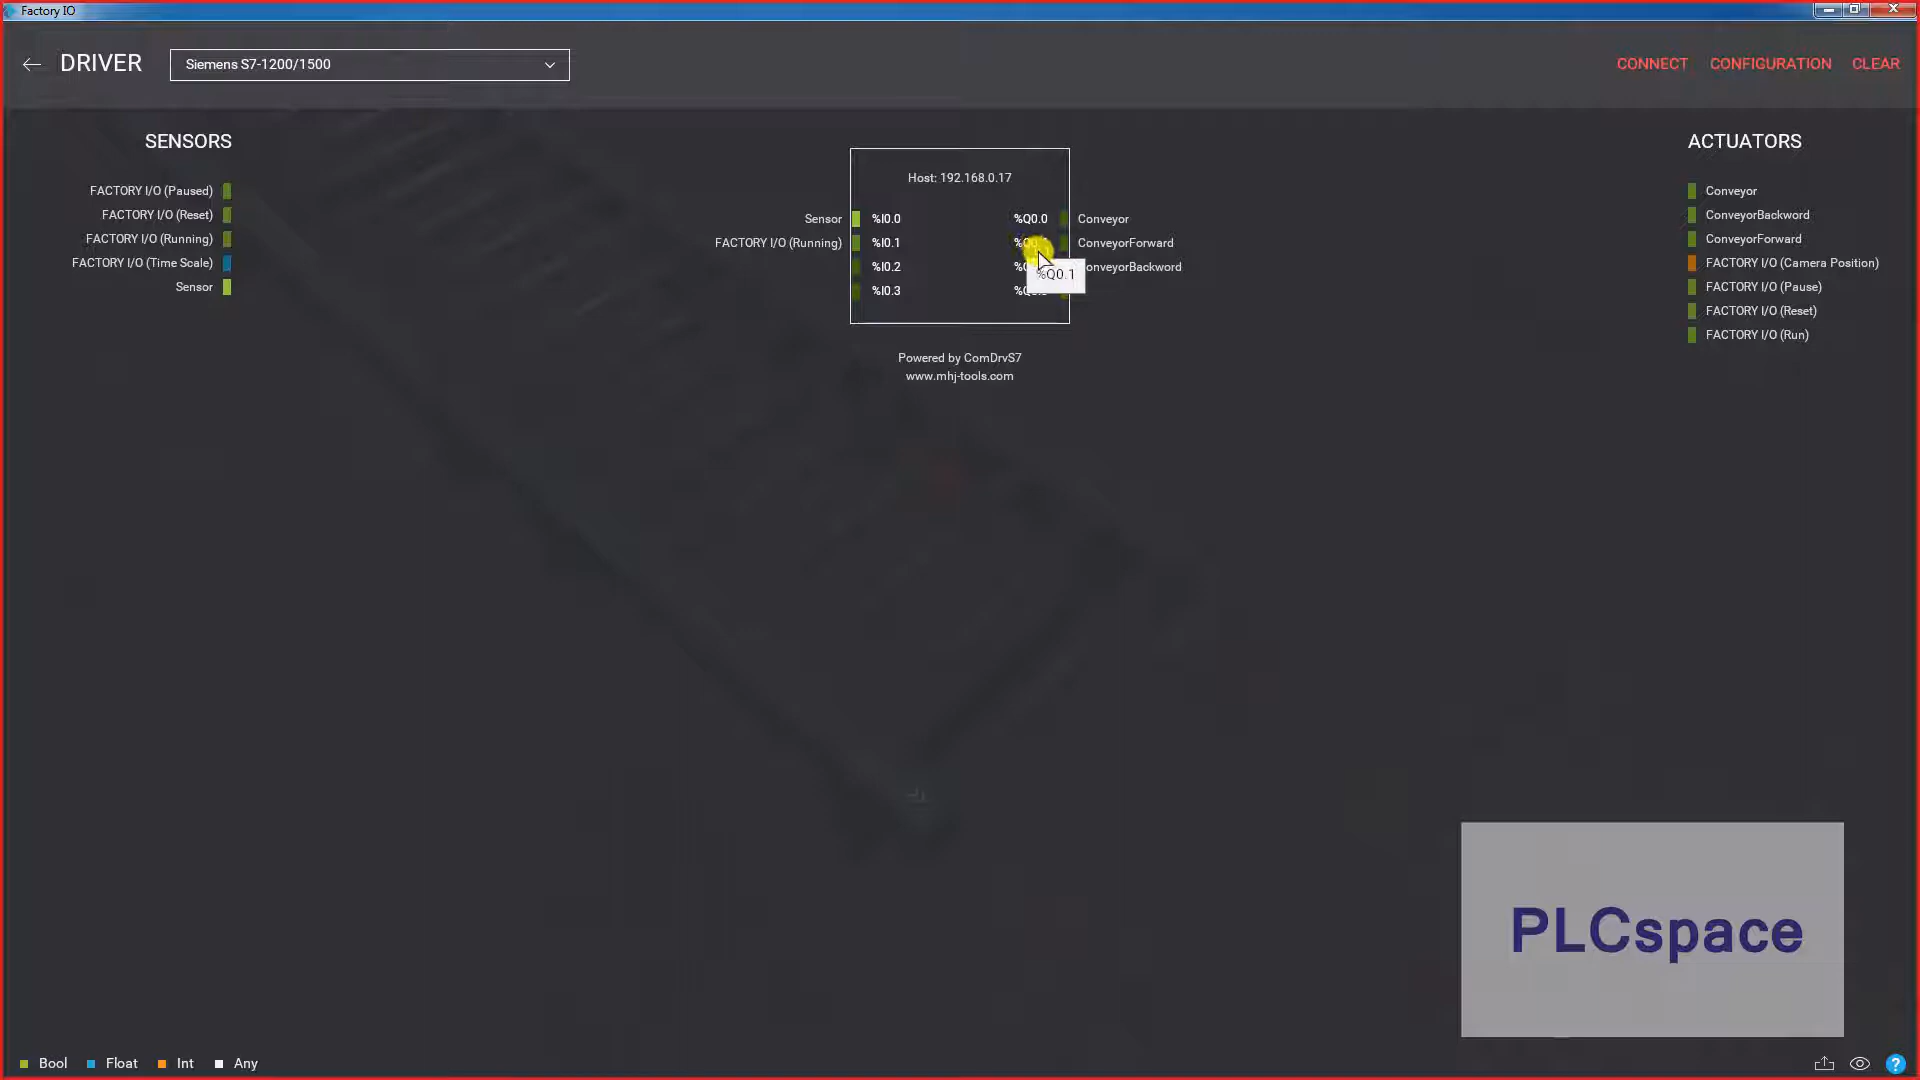 Factory IO
DRIVER
Siemens S7-1200/1500
CONNECT
CONFIGURATION
CLEAR
SENSORS
FACTORY I/O (Paused)
FACTORY I/O (Reset)
FACTORY I/O (Running)
FACTORY I/O (Time Scale)
Sensor
Host: 192.168.0.17
Sensor %I0.0 %Q0.0 Conveyor
FACTORY I/O (Running) %I0.1 ConveyorForward
%I0.2 ConveyorBackword
%I0.3
%Q0.1
Powered by ComDrvS7
www.mhj-tools.com
ACTUATORS
Conveyor
ConveyorBackword
ConveyorForward
FACTORY I/O (Camera Position)
FACTORY I/O (Pause)
FACTORY I/O (Reset)
FACTORY I/O (Run)
PLCspace
Bool Float Int Any
?